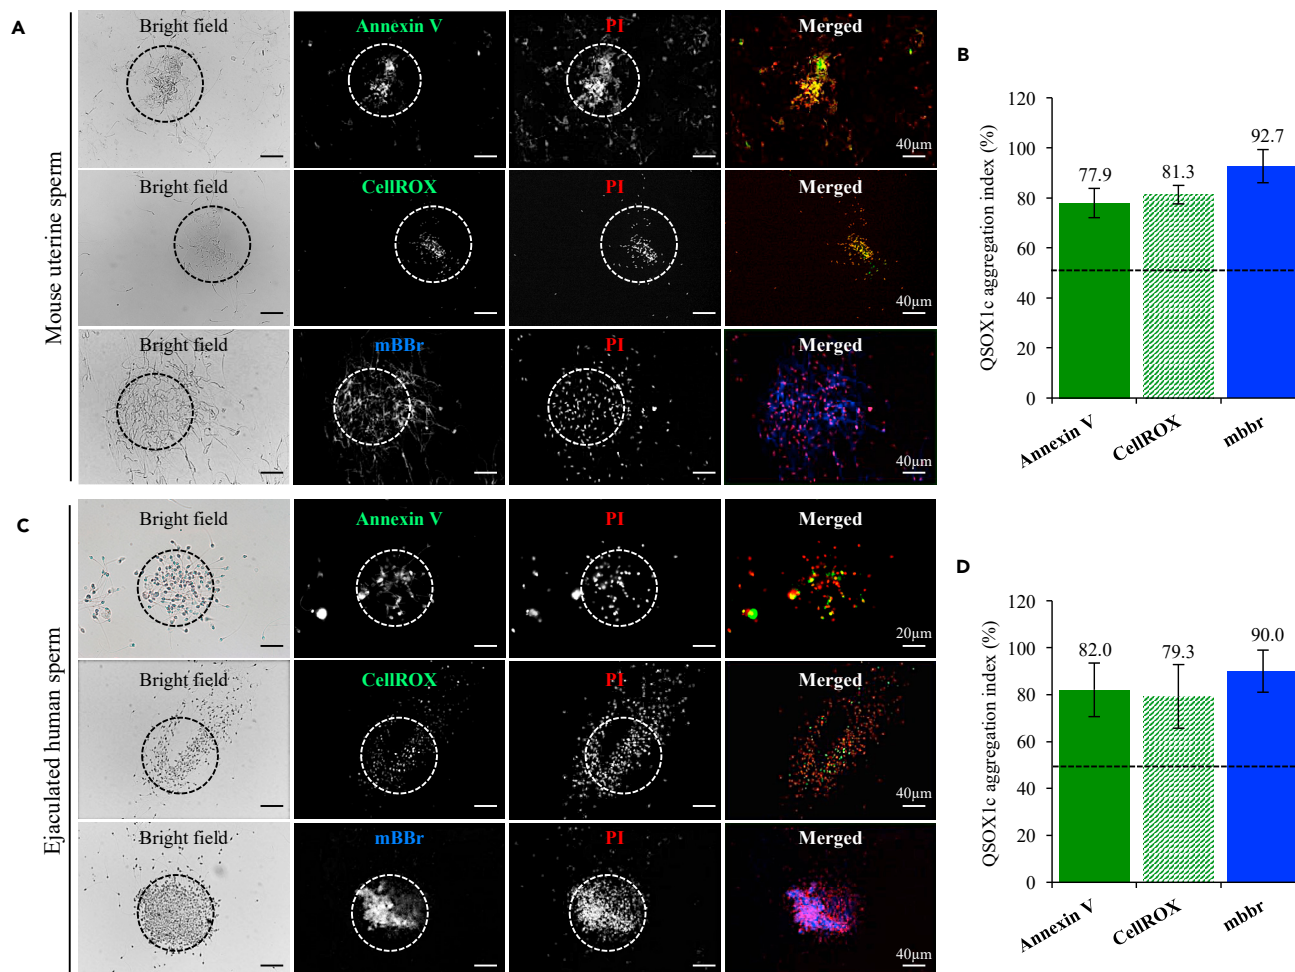 A
Mouse uterine sperm
Bright field
Annexin V
PI
Merged
40μm
Bright field
CellROX
PI
Merged
40μm
Bright field
mBBr
PI
Merged
40μm
B
QSOX1c aggregation index (%)
120
100
80
60
40
20
0
77.9
81.3
92.7
Annexin V
CellROX
mbbr
C
Ejaculated human sperm
Bright field
Annexin V
PI
Merged
20μm
Bright field
CellROX
PI
Merged
40μm
Bright field
mBBr
PI
Merged
40μm
D
QSOX1c aggregation index (%)
120
100
80
60
40
20
0
82.0
79.3
90.0
Annexin V
CellROX
mbbr